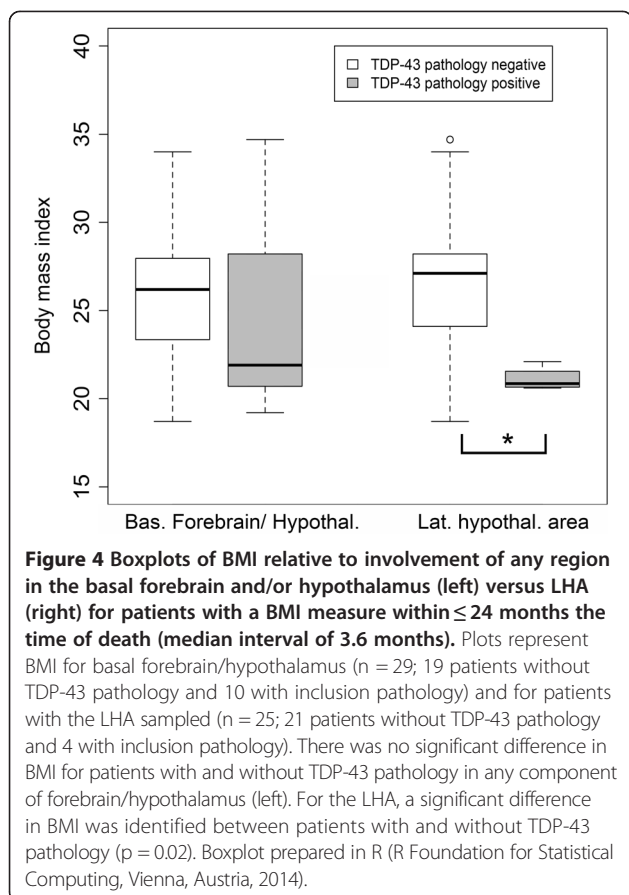 40
35
30
25
20
15
Body mass index
TDP-43 pathology negative
TDP-43 pathology positive
*
Bas. Forebrain/ Hypothal.
Lat. hypothal. area
Figure 4 Boxplots of BMI relative to involvement of any region
in the basal forebrain and/or hypothalamus (left) versus LHA
(right) for patients with a BMI measure within ≤ 24 months the
time of death (median interval of 3.6 months). Plots represent
BMI for basal forebrain/hypothalamus (n = 29; 19 patients without
TDP-43 pathology and 10 with inclusion pathology) and for patients
with the LHA sampled (n = 25; 21 patients without TDP-43 pathology
and 4 with inclusion pathology). There was no significant difference in
BMI for patients with and without TDP-43 pathology in any component
of forebrain/hypothalamus (left). For the LHA, a significant difference
in BMI was identified between patients with and without TDP-43
pathology (p = 0.02). Boxplot prepared in R (R Foundation for Statistical
Computing, Vienna, Austria, 2014).